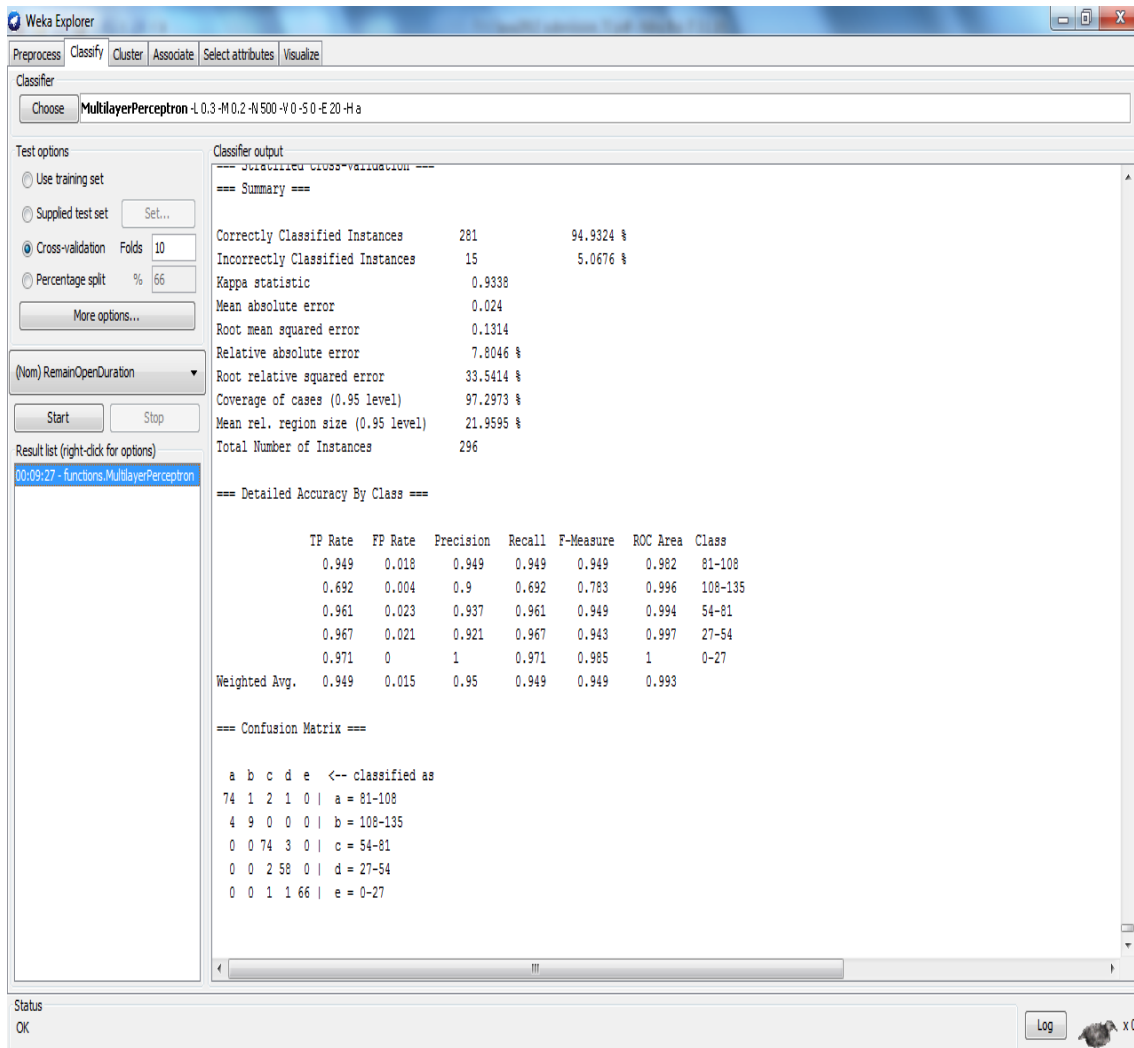 Weka Explorer
X
Preprocess Classify Cluster Associate Select attributes Visualize
Classifier
Choose MultilayerPerceptron -L 0.3 -M 0.2 -N 500 -V 0 -S 0 -E 20 -H a
Test options
Use training set
Supplied test set Set...
Cross-validation Folds 10
Percentage split % 66
More options...
(Nom) RemainOpenDuration
Start Stop
Result list (right-click for options)
00:09:27 - functions.MultilayerPerceptron
Classifier output
=== Stratified cross-validation ===
=== Summary ===
Correctly Classified Instances 281 94.9324 %
Incorrectly Classified Instances 15 5.0676 %
Kappa statistic 0.9338
Mean absolute error 0.024
Root mean squared error 0.1314
Relative absolute error 7.8046 %
Root relative squared error 33.5414 %
Coverage of cases (0.95 level) 97.2973 %
Mean rel. region size (0.95 level) 21.9595 %
Total Number of Instances 296
=== Detailed Accuracy By Class ===
TP Rate FP Rate Precision Recall F-Measure ROC Area Class
0.949 0.018 0.949 0.949 0.949 0.982 81-108
0.692 0.004 0.9 0.692 0.783 0.996 108-135
0.961 0.023 0.937 0.961 0.949 0.994 54-81
0.967 0.021 0.921 0.967 0.943 0.997 27-54
0.971 0 1 0.971 0.985 1 0-27
Weighted Avg. 0.949 0.015 0.95 0.949 0.949 0.993
=== Confusion Matrix ===
a b c d e <-- classified as
74 1 2 1 0 | a = 81-108
4 9 0 0 0 | b = 108-135
0 0 74 3 0 | c = 54-81
0 0 2 58 0 | d = 27-54
0 0 1 1 66 | e = 0-27
Status
OK
Log
x 0